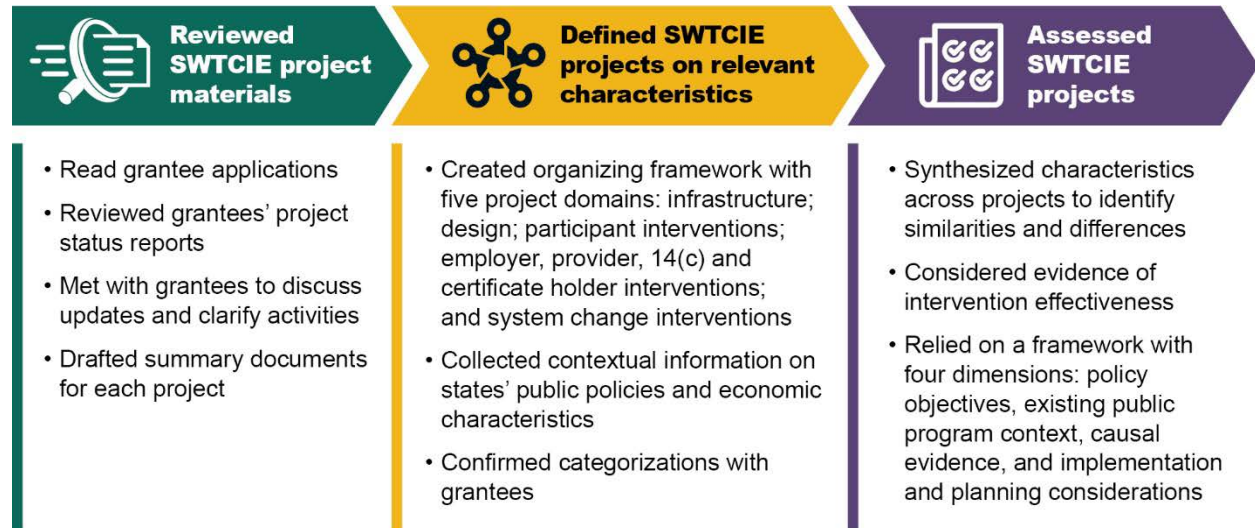 Reviewed
SWTCIE project
materials
• Read grantee applications
• Reviewed grantees' project
status reports
• Met with grantees to discuss
updates and clarify activities
• Drafted summary documents
for each project
Defined SWTCIE
projects on relevant
characteristics
• Created organizing framework with
five project domains: infrastructure;
design; participant interventions;
employer, provider, 14(c) and
certificate holder interventions;
and system change interventions
• Collected contextual information on
states' public policies and economic
characteristics
• Confirmed categorizations with
grantees
Assessed
SWTCIE
projects
• Synthesized characteristics
across projects to identify
similarities and differences
• Considered evidence of
intervention effectiveness
• Relied on a framework with
four dimensions: policy
objectives, existing public
program context, causal
evidence, and implementation
and planning considerations